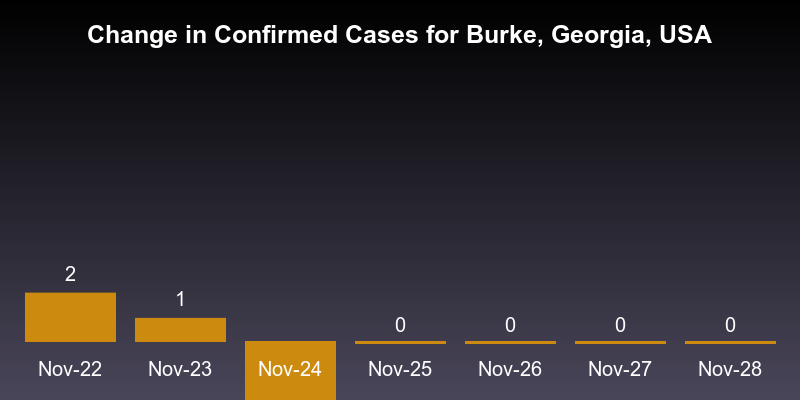 Change in Confirmed Cases for Burke, Georgia, USA
2
1
0
0
0
0
Nov-22
Nov-23
Nov-24
Nov-25
Nov-26
Nov-27
Nov-28